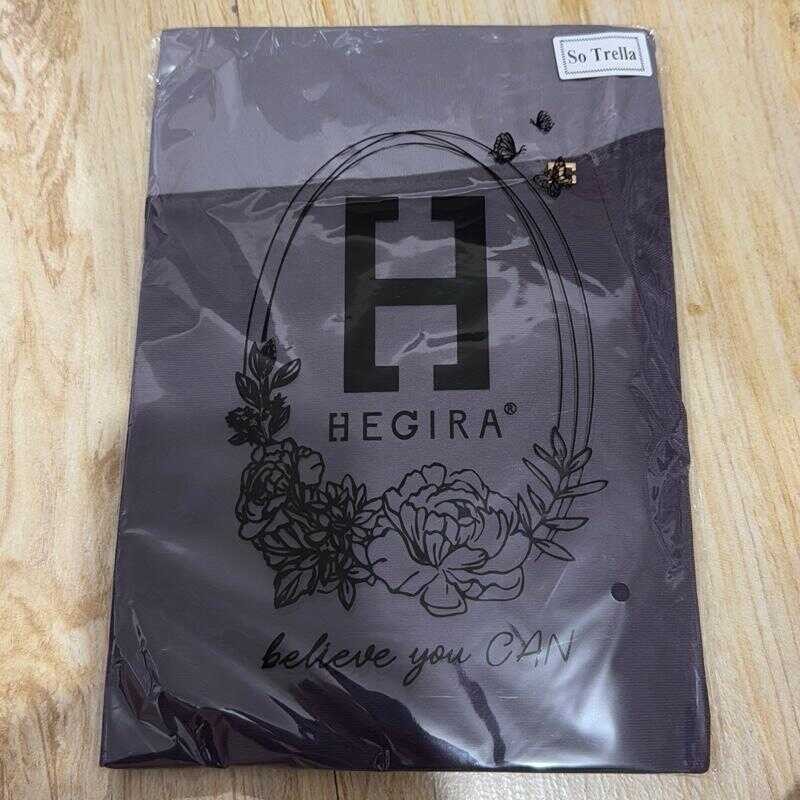 So Trella
H
HEGIRA®
believe you CAN